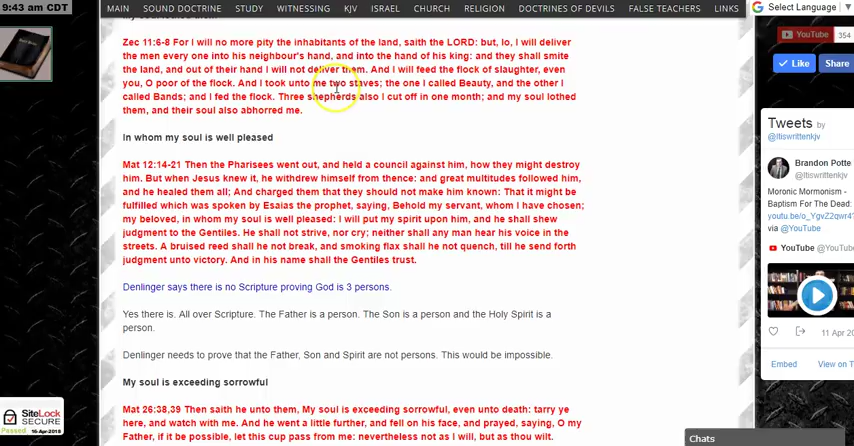 9:43 am CDT
MAIN SOUND DOCTRINE STUDY WITNESSING KJV ISRAEL CHURCH RELIGION DOCTRINES OF DEVILS FALSE TEACHERS LINKS
Select Language
Zec 11:6-8 For I will no more pity the inhabitants of the land, saith the LORD: but, lo, I will deliver
the men every one into his neighbour's hand, and into the hand of his king: and they shall smite
the land, and out of their hand I will not deliver them. And I will feed the flock of slaughter, even
you, O poor of the flock. And I took unto me two staves; the one I called Beauty, and the other I
called Bands; and I fed the flock. Three shepherds also I cut off in one month; and my soul lothed
them, and their soul also abhorred me.
In whom my soul is well pleased
Mat 12:14-21 Then the Pharisees went out, and held a council against him, how they might destroy
him. But when Jesus knew it, he withdrew himself from thence: and great multitudes followed him,
and he healed them all; And charged them that they should not make him known: That it might be
fulfilled which was spoken by Esaias the prophet, saying, Behold my servant, whom I have chosen;
my beloved, in whom my soul is well pleased: I will put my spirit upon him, and he shall shew
judgment to the Gentiles. He shall not strive, nor cry; neither shall any man hear his voice in the
streets. A bruised reed shall he not break, and smoking flax shall he not quench, till he send forth
judgment unto victory. And in his name shall the Gentiles trust.
Denlinger says there is no Scripture proving God is 3 persons.
Yes there is. All over Scripture. The Father is a person. The Son is a person and the Holy Spirit is a
person.
Denlinger needs to prove that the Father, Son and Spirit are not persons. This would be impossible.
My soul is exceeding sorrowful
Mat 26:38,39 Then saith he unto them, My soul is exceeding sorrowful, even unto death: tarry ye
here, and watch with me. And he went a little further, and fell on his face, and prayed, saying, O my
Father, if it be possible, let this cup pass from me: nevertheless not as I will, but as thou wilt.
YouTube 354
Like Share
Tweets by
@itiswrittenkjv
Brandon Potte
@itiswrittenkjv
Moronic Mormonism -
Baptism For The Dead:
youtu.be/o_YgvZ2qwr4?
via @YouTube
YouTube @YouTube
11 Apr
Embed View on T
SiteLock
SECURE
Passed 16-Apr-2018
Chats